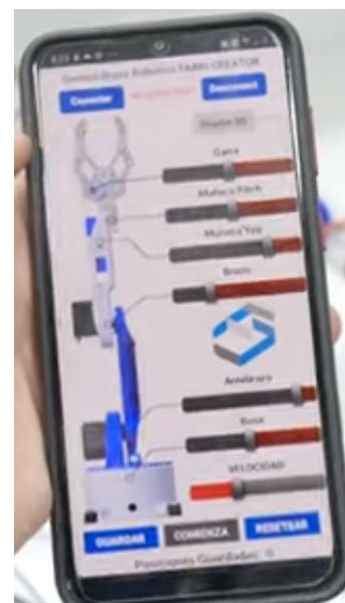 Control Brazo Robotico FABRI CREATOR
Conectar Disconnect
Garra
Muñeca Pitch
Muñeca Yaw
Brazo
Antebrazo
Base
VELOCIDAD
GUARDAR COMIENZA RESETEAR
Posiciones Guardadas: 0